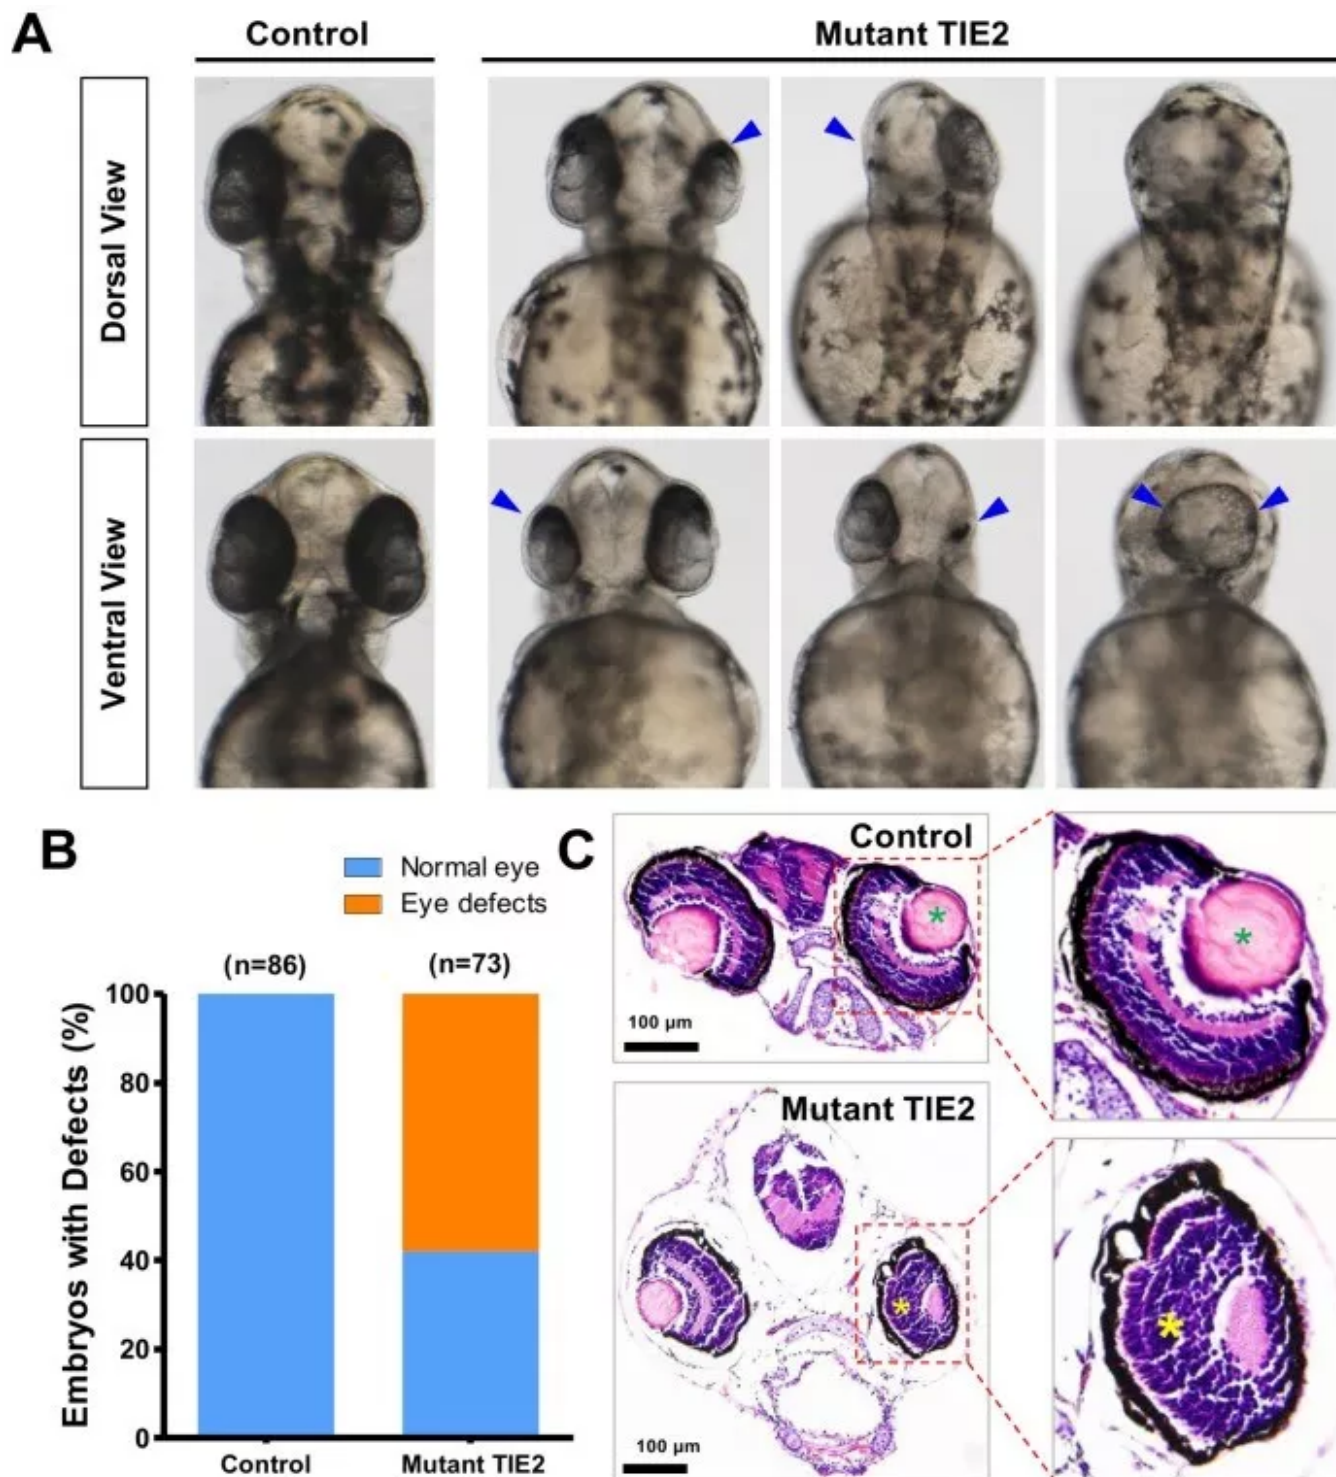 A
Control
Mutant TIE2
Dorsal View
Ventral View
B
Normal eye
Eye defects
(n=86)
(n=73)
Embryos with Defects (%)
100
80
60
40
20
0
Control
Mutant TIE2
C
Control
*
*
100 µm
Mutant TIE2
*
*
100 µm